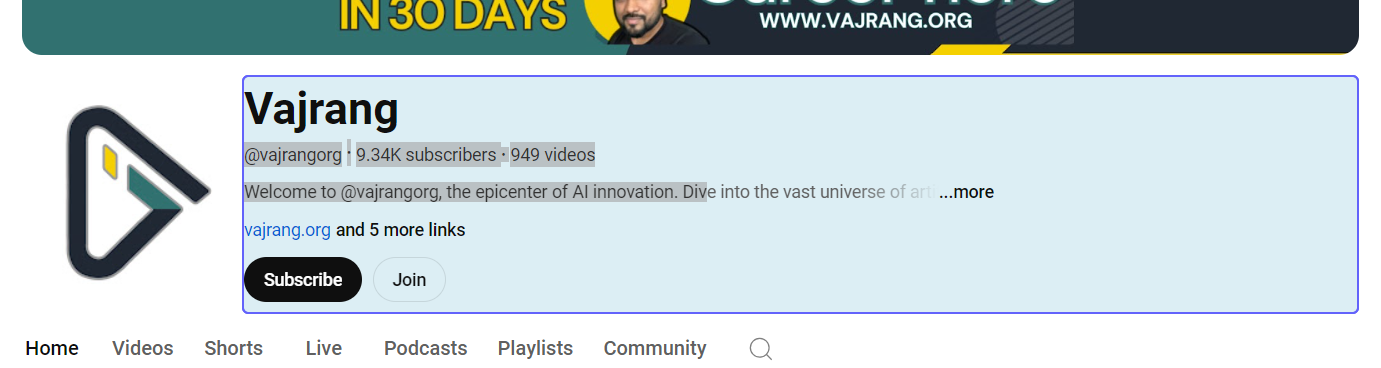 IN 30 DAYS
WWW.VAJRANG.ORG
Vajrang
@vajrangorg · 9.34K subscribers · 949 videos
Welcome to @vajrangorg, the epicenter of AI innovation. Dive into the vast universe of arti ...more
vajrang.org and 5 more links
Subscribe Join
Home Videos Shorts Live Podcasts Playlists Community